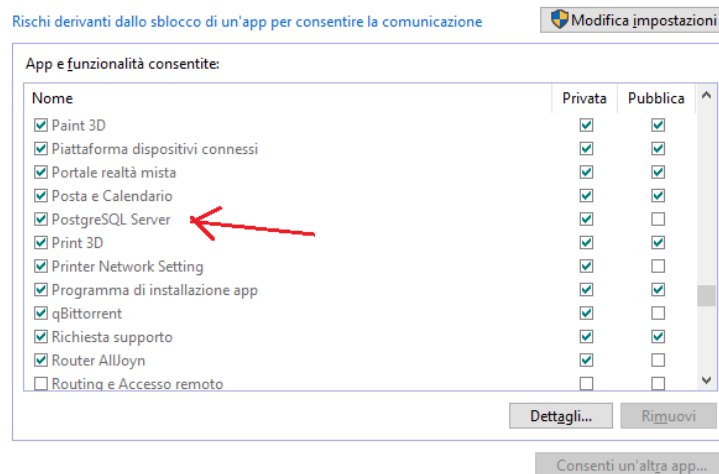 Rischi derivanti dallo sblocco di un'app per consentire la comunicazione
Modifica impostazioni
App e funzionalità consentite:
Nome Privata Pubblica
Paint 3D
Piattaforma dispositivi connessi
Portale realtà mista
Posta e Calendario
PostgreSQL Server
Print 3D
Printer Network Setting
Programma di installazione app
qBittorrent
Richiesta supporto
Router AllJoyn
Routing e Accesso remoto
Dettagli... Rimuovi
Consenti un'altra app...